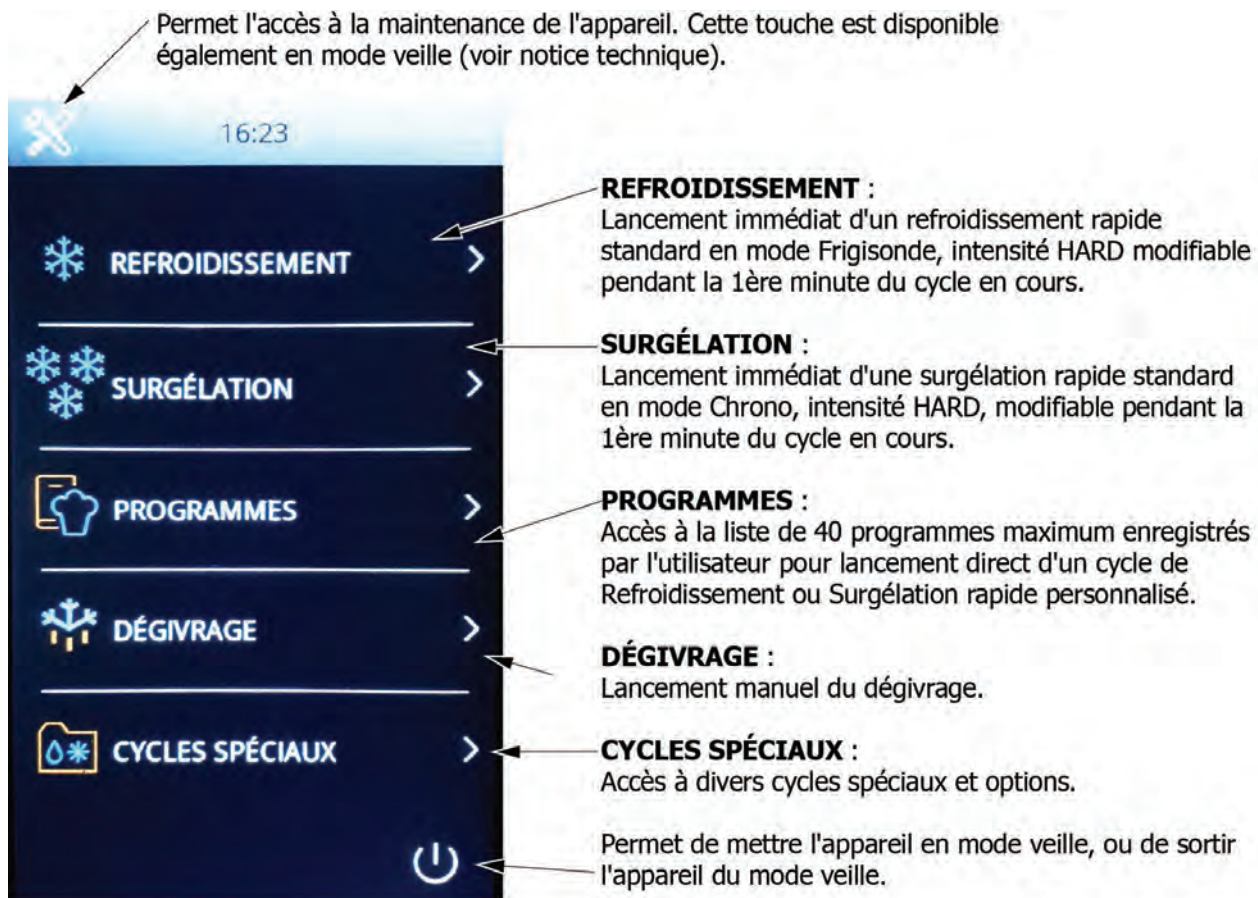 Permet l'accès à la maintenance de l'appareil. Cette touche est disponible
également en mode veille (voir notice technique).
16:23
REFROIDISSEMENT
SURGÉLATION
PROGRAMMES
DÉGIVRAGE
CYCLES SPÉCIAUX
REFROIDISSEMENT :
Lancement immédiat d'un refroidissement rapide
standard en mode Frigisonde, intensité HARD modifiable
pendant la 1ère minute du cycle en cours.
SURGÉLATION :
Lancement immédiat d'une surgélation rapide standard
en mode Chrono, intensité HARD, modifiable pendant la
1ère minute du cycle en cours.
PROGRAMMES :
Accès à la liste de 40 programmes maximum enregistrés
par l'utilisateur pour lancement direct d'un cycle de
Refroidissement ou Surgélation rapide personnalisé.
DÉGIVRAGE :
Lancement manuel du dégivrage.
CYCLES SPÉCIAUX :
Accès à divers cycles spéciaux et options.
Permet de mettre l'appareil en mode veille, ou de sortir
l'appareil du mode veille.